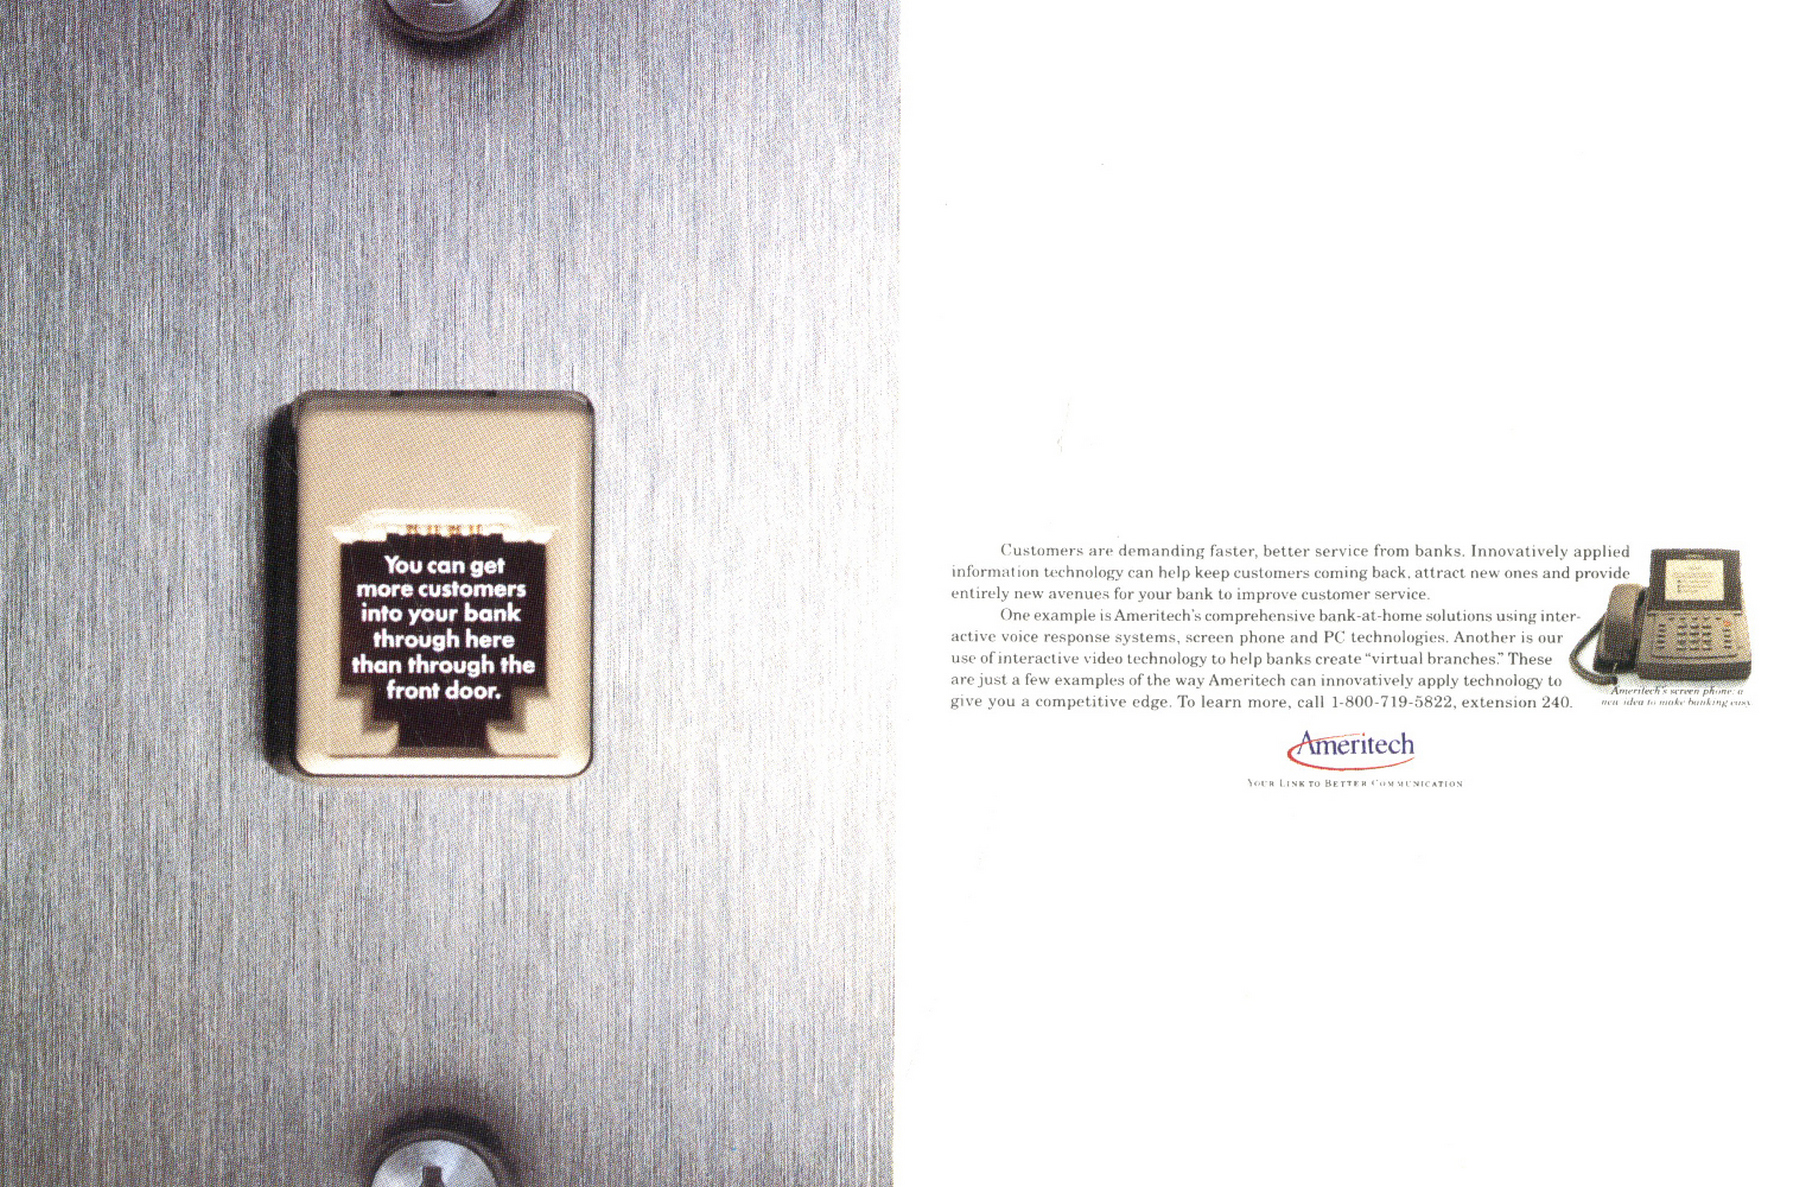 You can get
more customers
into your bank
through here
than through the
front door.
Customers are demanding faster, better service from banks. Innovatively applied
information technology can help keep customers coming back, attract new ones and provide
entirely new avenues for your bank to improve customer service.
One example is Ameritech's comprehensive bank-at-home solutions using inter-
active voice response systems, screen phone and PC technologies. Another is our
use of interactive video technology to help banks create “virtual branches.” These
are just a few examples of the way Ameritech can innovatively apply technology to
give you a competitive edge. To learn more, call 1-800-719-5822, extension 240.
Ameritech's screen phone: a
new idea to make banking easy.
Ameritech
YOUR LINK TO BETTER COMMUNICATION